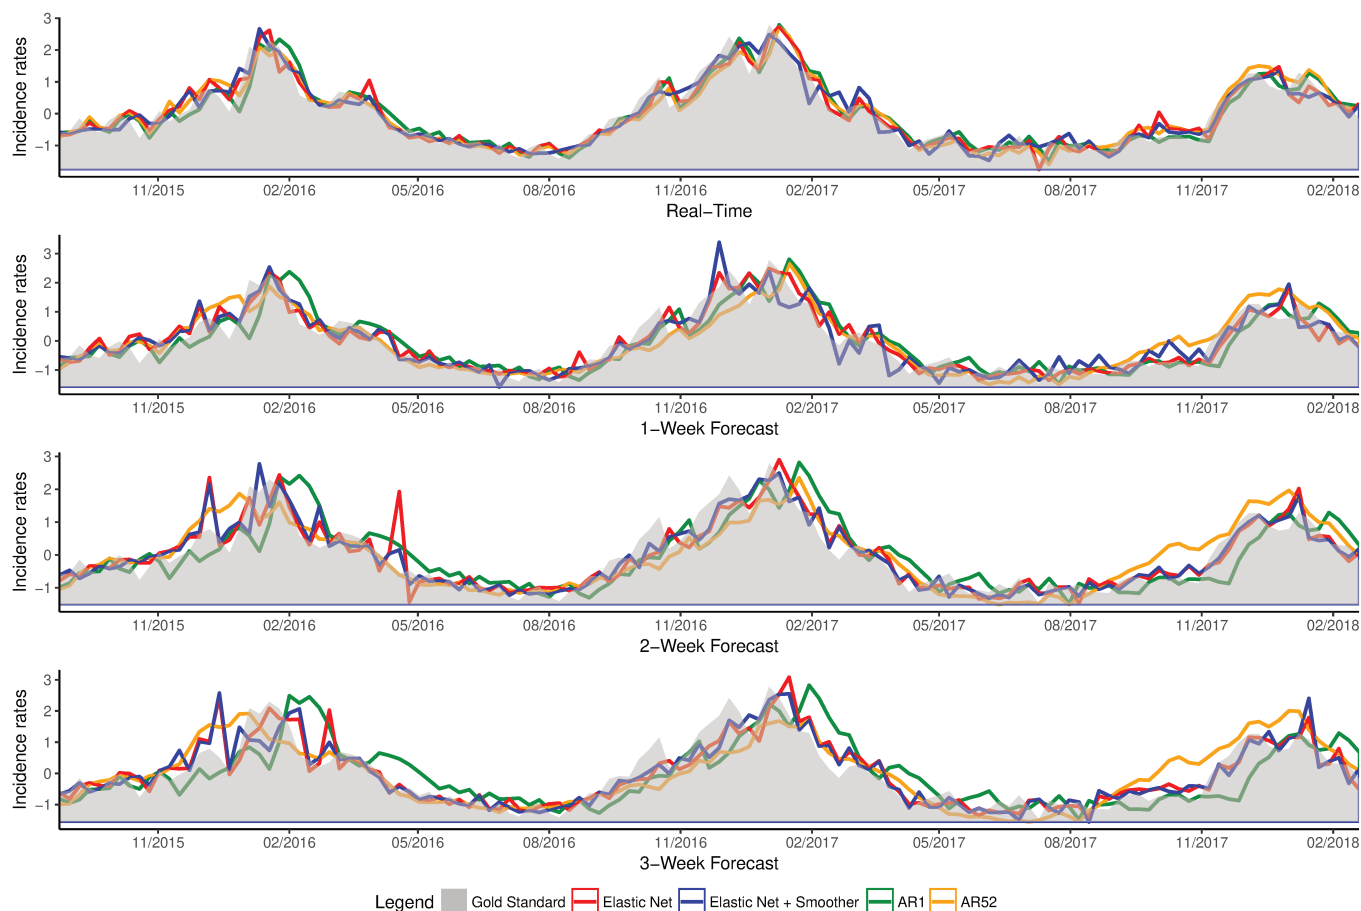 Incidence rates
3
2
1
0
−1
11/2015 02/2016 05/2016 08/2016 11/2016 02/2017 05/2017 08/2017 11/2017 02/2018
Real−Time
Incidence rates
3
2
1
0
−1
11/2015 02/2016 05/2016 08/2016 11/2016 02/2017 05/2017 08/2017 11/2017 02/2018
1−Week Forecast
Incidence rates
3
2
1
0
−1
11/2015 02/2016 05/2016 08/2016 11/2016 02/2017 05/2017 08/2017 11/2017 02/2018
2−Week Forecast
Incidence rates
3
2
1
0
−1
11/2015 02/2016 05/2016 08/2016 11/2016 02/2017 05/2017 08/2017 11/2017 02/2018
3−Week Forecast
Legend Gold Standard Elastic Net Elastic Net + Smoother AR1 AR52